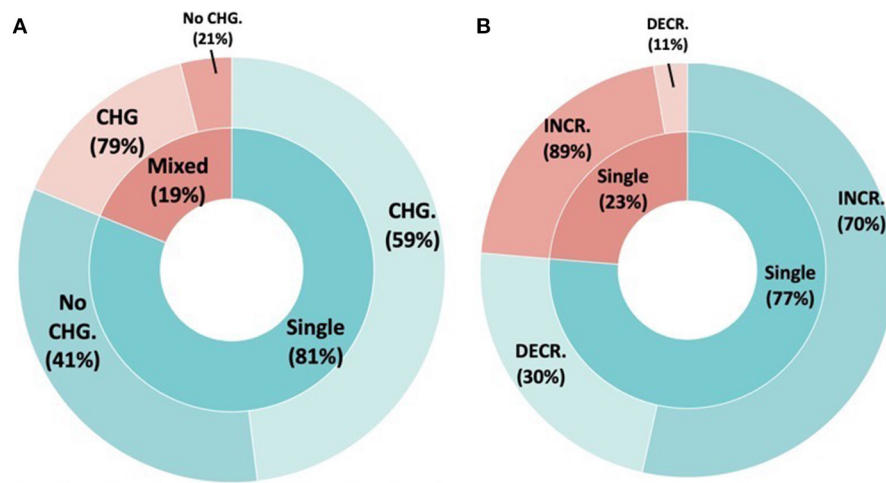 A
No CHG.
(21%)
CHG
(79%)
Mixed
(19%)
CHG.
(59%)
No
CHG.
(41%)
Single
(81%)
B
DECR.
(11%)
INCR.
(89%)
Single
(23%)
INCR.
(70%)
Single
(77%)
DECR.
(30%)